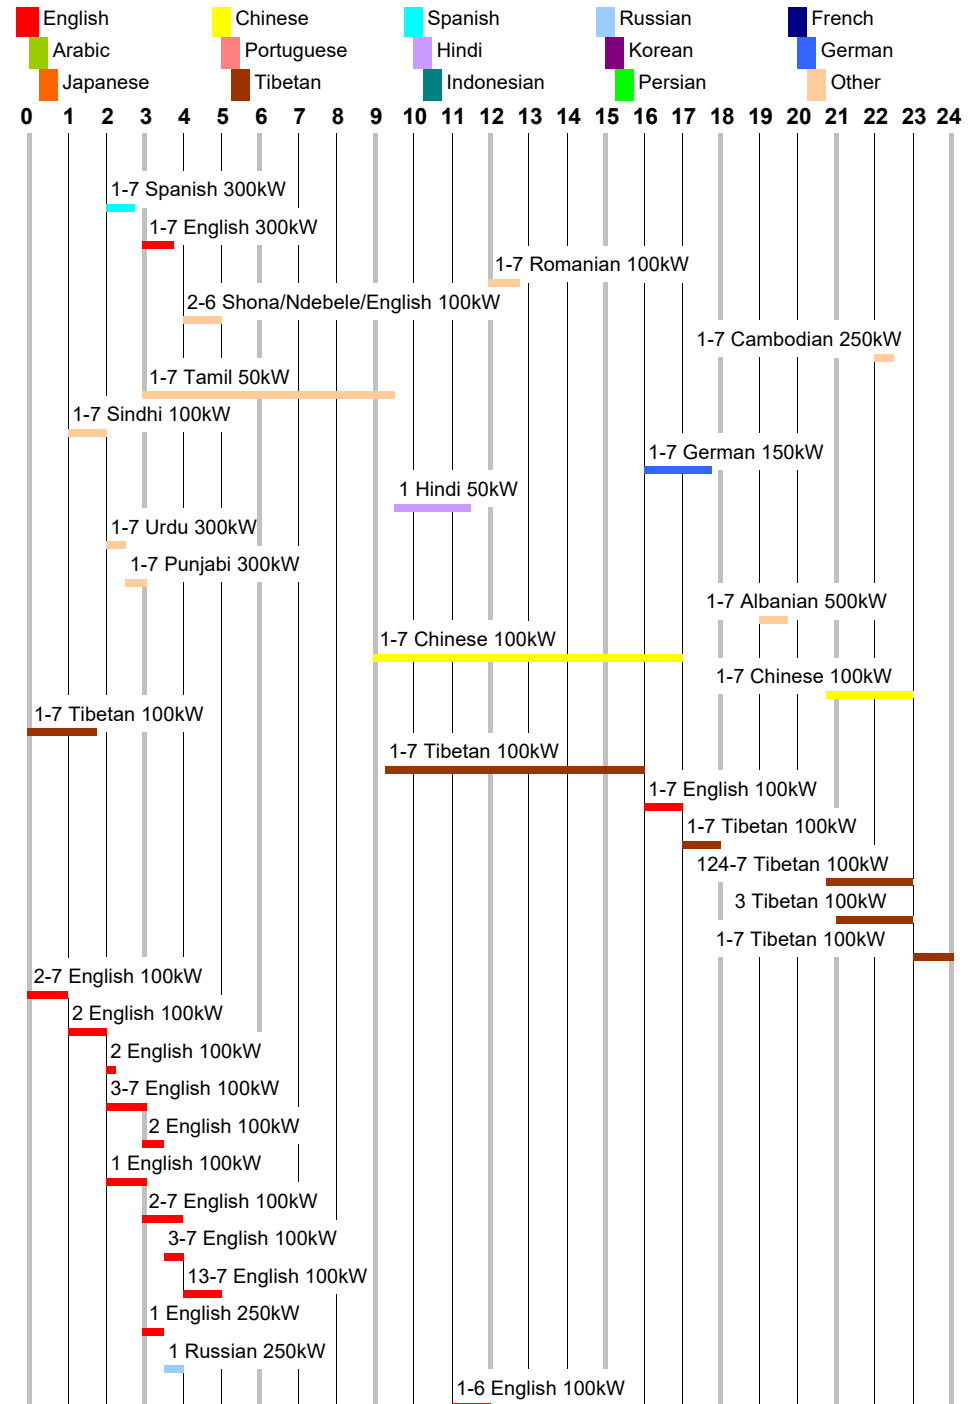 English Chinese Spanish Russian French
Arabic Portuguese Hindi Korean German
Japanese Tibetan Indonesian Persian Other
0 1 2 3 4 5 6 7 8 9 10 11 12 13 14 15 16 17 18 19 20 21 22 23 24
1-7 Spanish 300kW
1-7 English 300kW
1-7 Romanian 100kW
2-6 Shona/Ndebele/English 100kW
1-7 Cambodian 250kW
1-7 Tamil 50kW
1-7 Sindhi 100kW
1-7 German 150kW
1 Hindi 50kW
1-7 Urdu 300kW
1-7 Punjabi 300kW
1-7 Albanian 500kW
1-7 Chinese 100kW
1-7 Chinese 100kW
1-7 Tibetan 100kW
1-7 Tibetan 100kW
1-7 English 100kW
1-7 Tibetan 100kW
124-7 Tibetan 100kW
3 Tibetan 100kW
1-7 Tibetan 100kW
2-7 English 100kW
2 English 100kW
2 English 100kW
3-7 English 100kW
2 English 100kW
1 English 100kW
2-7 English 100kW
3-7 English 100kW
13-7 English 100kW
1 English 250kW
1 Russian 250kW
1-6 English 100kW